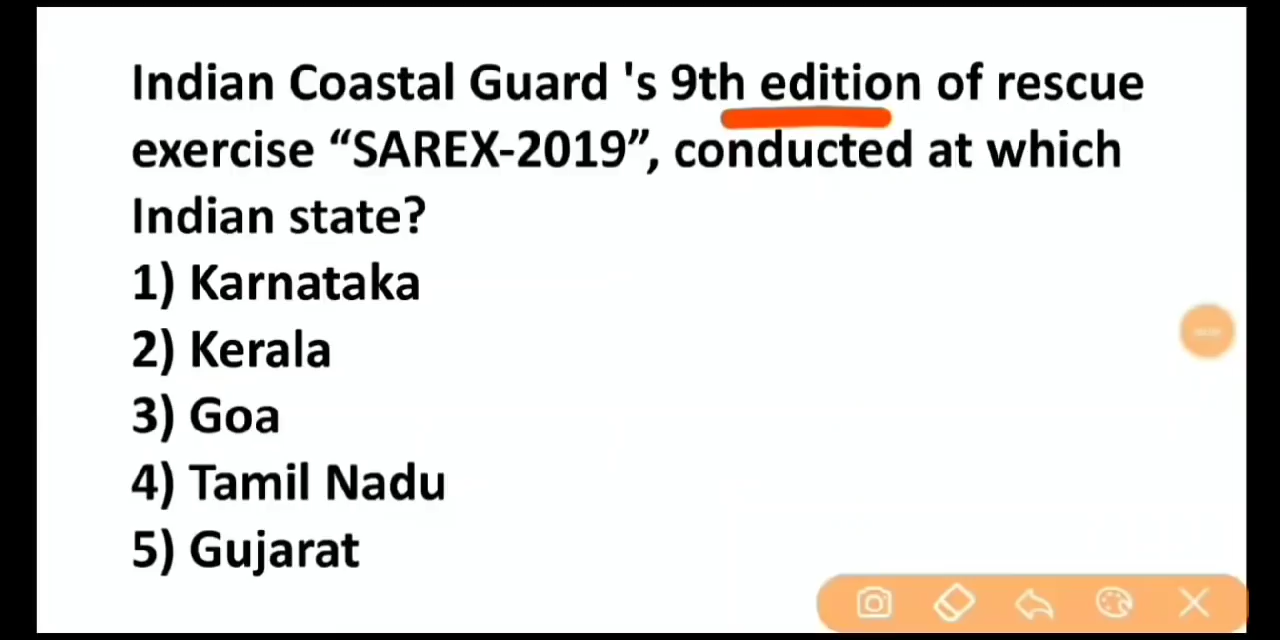 Indian Coastal Guard 's 9th edition of rescue
exercise “SAREX-2019”, conducted at which
Indian state?
1) Karnataka
2) Kerala
3) Goa
4) Tamil Nadu
5) Gujarat